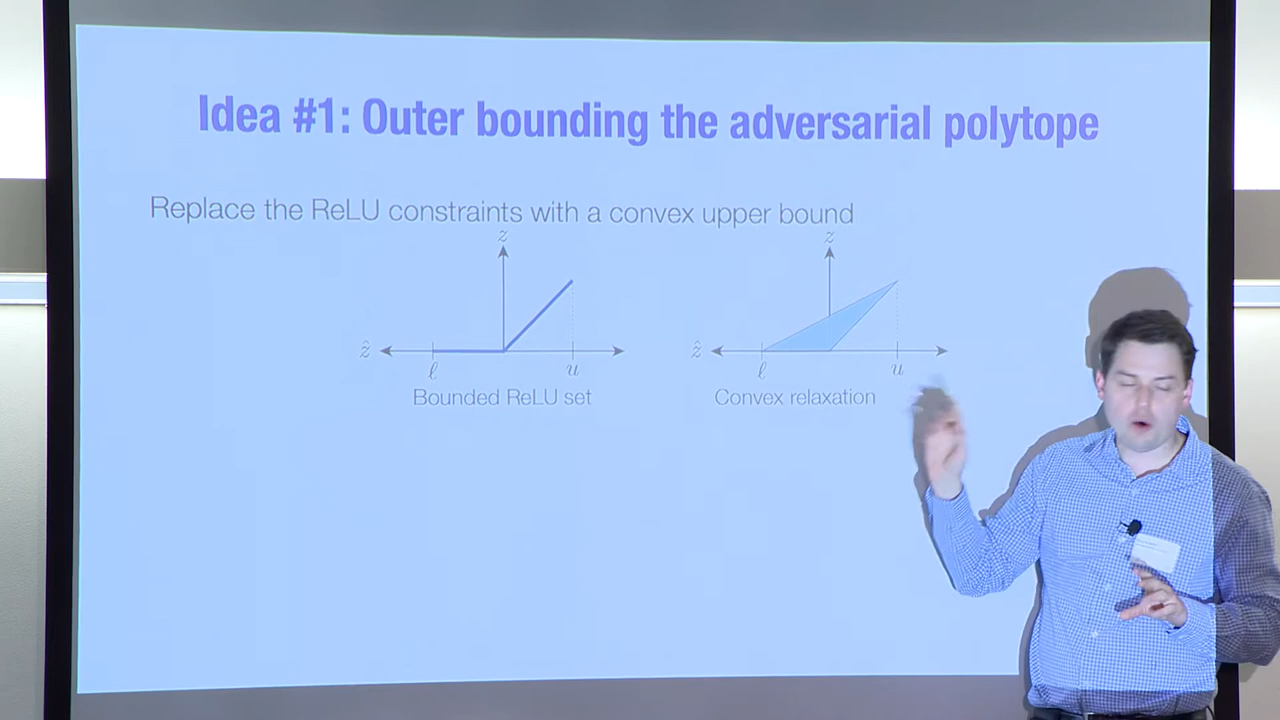 Idea #1: Outer bounding the adversarial polytope
Replace the ReLU constraints with a convex upper bound
z
z
ẑ
ℓ
u
ẑ
ℓ
u
Bounded ReLU set
Convex relaxation